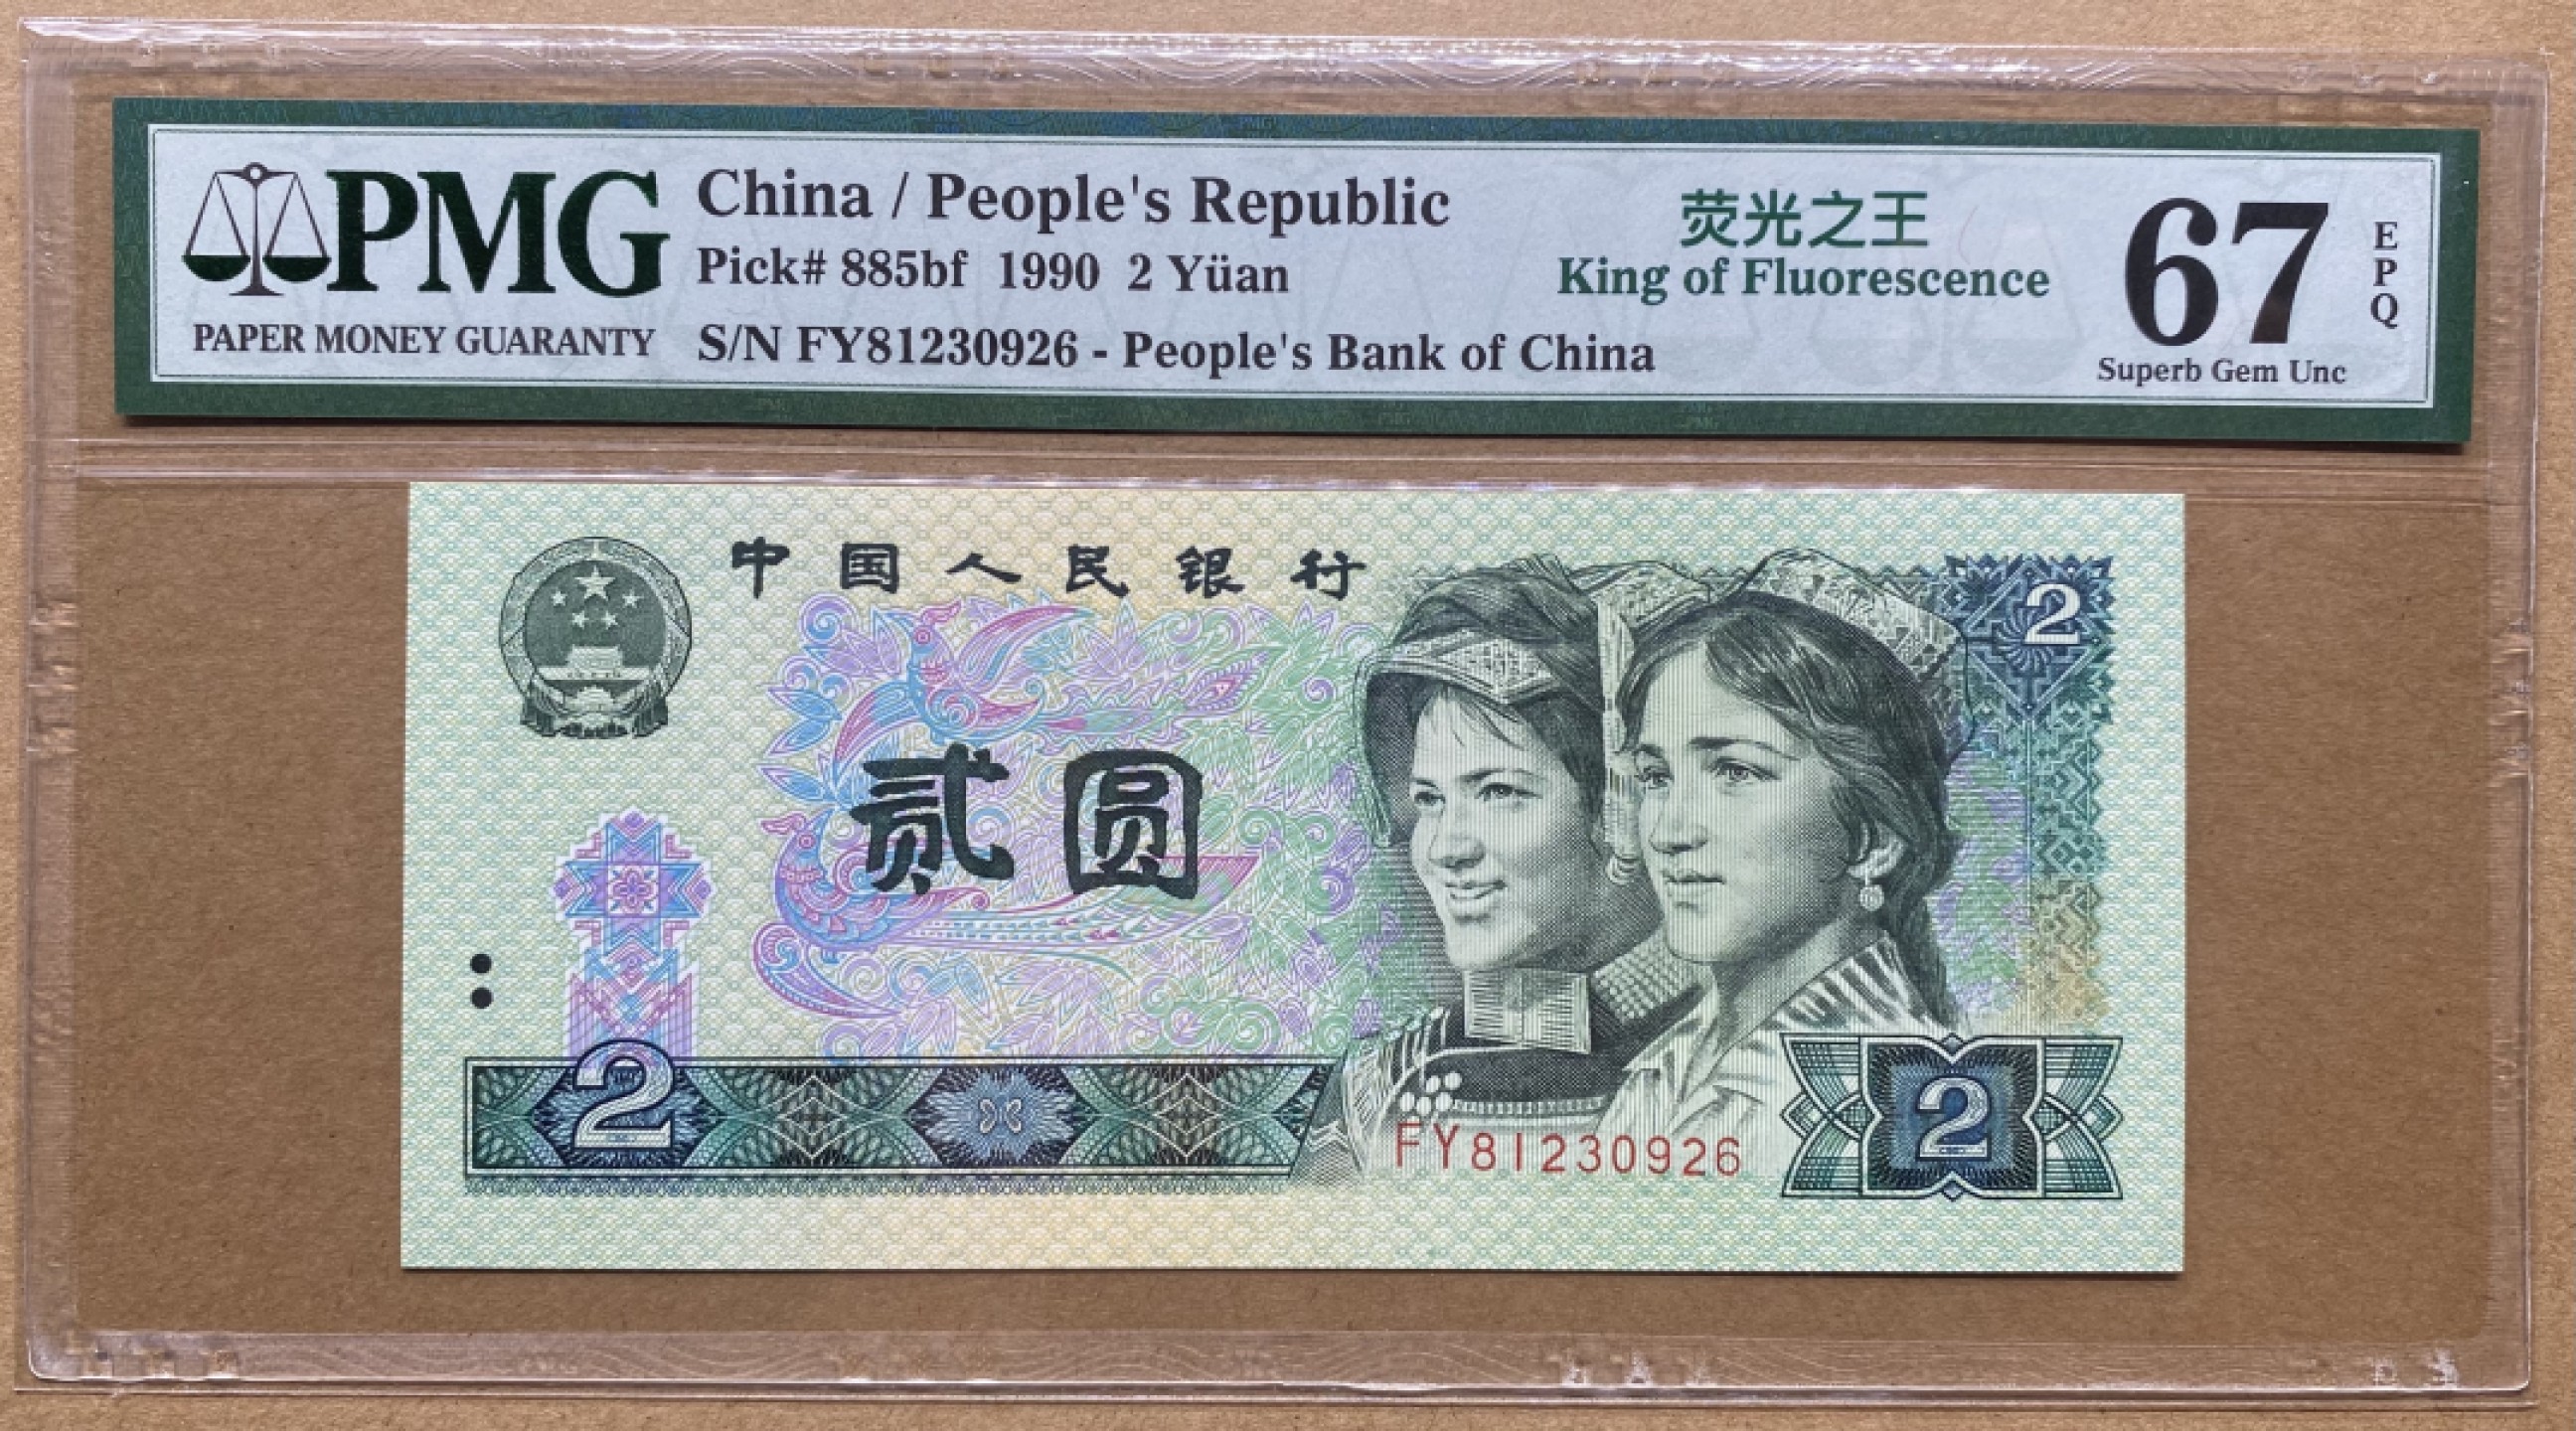 PMG
PAPER MONEY GUARANTY
China / People's Republic
Pick# 885bf 1990 2 Yüan
S/N FY81230926 - People's Bank of China
荧光之王
King of Fluorescence
67
EPQ
Superb Gem Unc
中国人民银行
2
贰圆
2
FY81230926
2